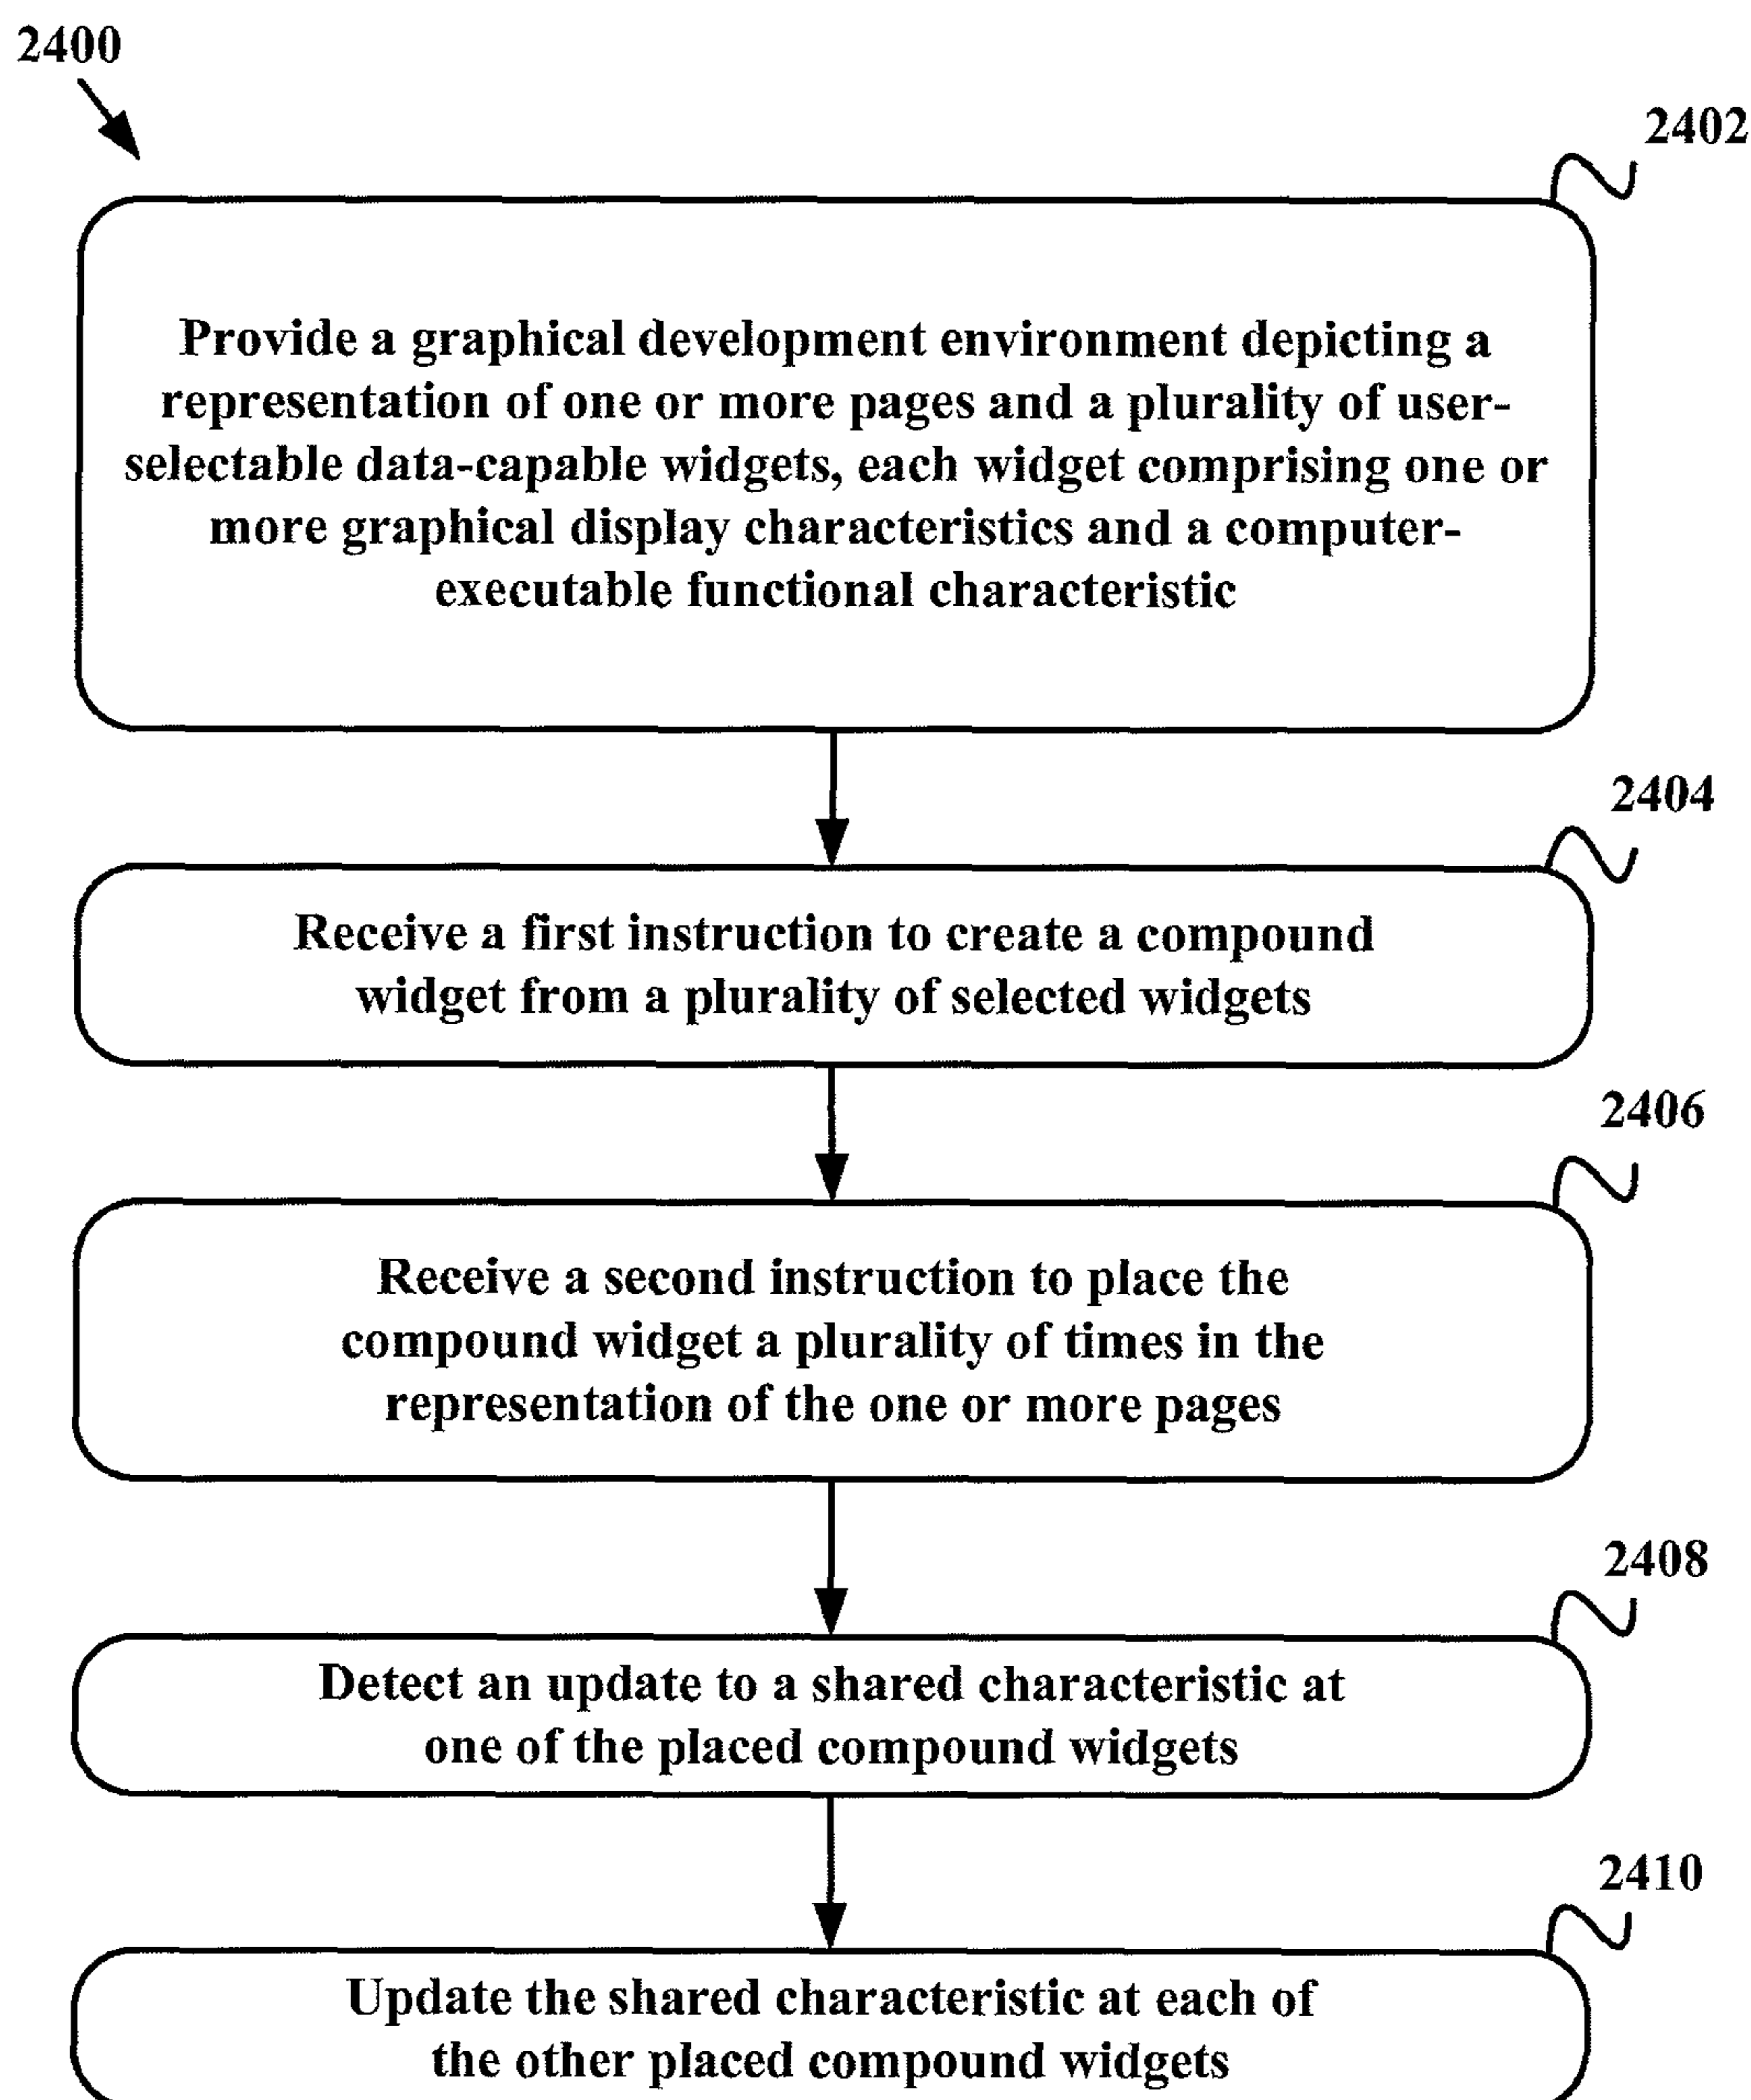 2400
2402
Provide a graphical development environment depicting a
representation of one or more pages and a plurality of user-
selectable data-capable widgets, each widget comprising one or
more graphical display characteristics and a computer-
executable functional characteristic
2404
Receive a first instruction to create a compound
widget from a plurality of selected widgets
2406
Receive a second instruction to place the
compound widget a plurality of times in the
representation of the one or more pages
2408
Detect an update to a shared characteristic at
one of the placed compound widgets
2410
Update the shared characteristic at each of
the other placed compound widgets